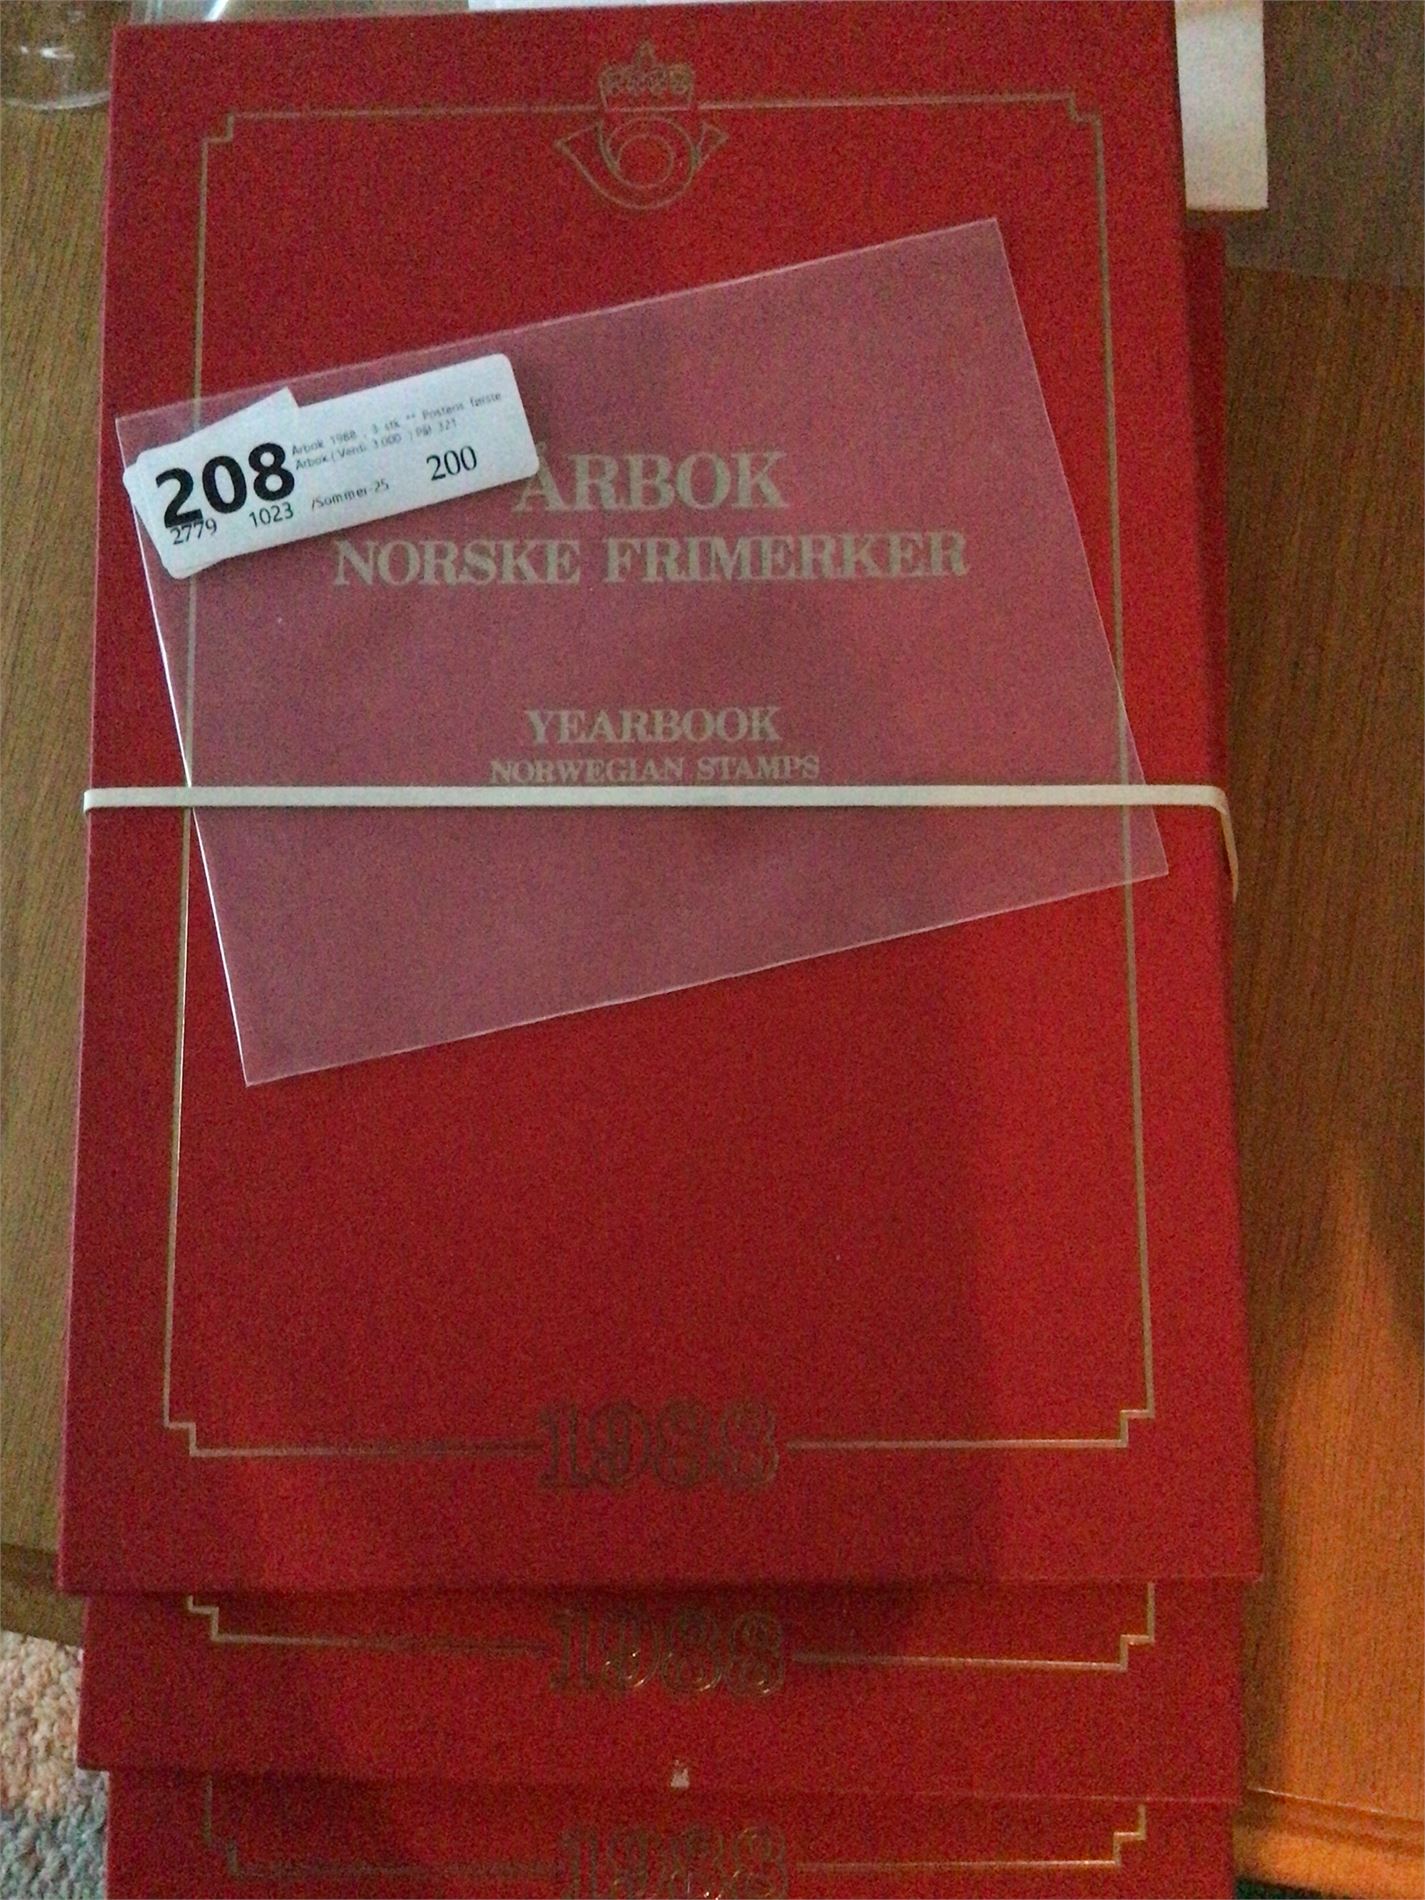 208
Årbok 1988 , 3 stk ** Postens første
Årbok ( Verdi 3.000 ) På! 321
2779 1023 /Sommer-25 200
ÅRBOK
NORSKE FRIMERKER
YEARBOOK
NORWEGIAN STAMPS
1988
1988
1988